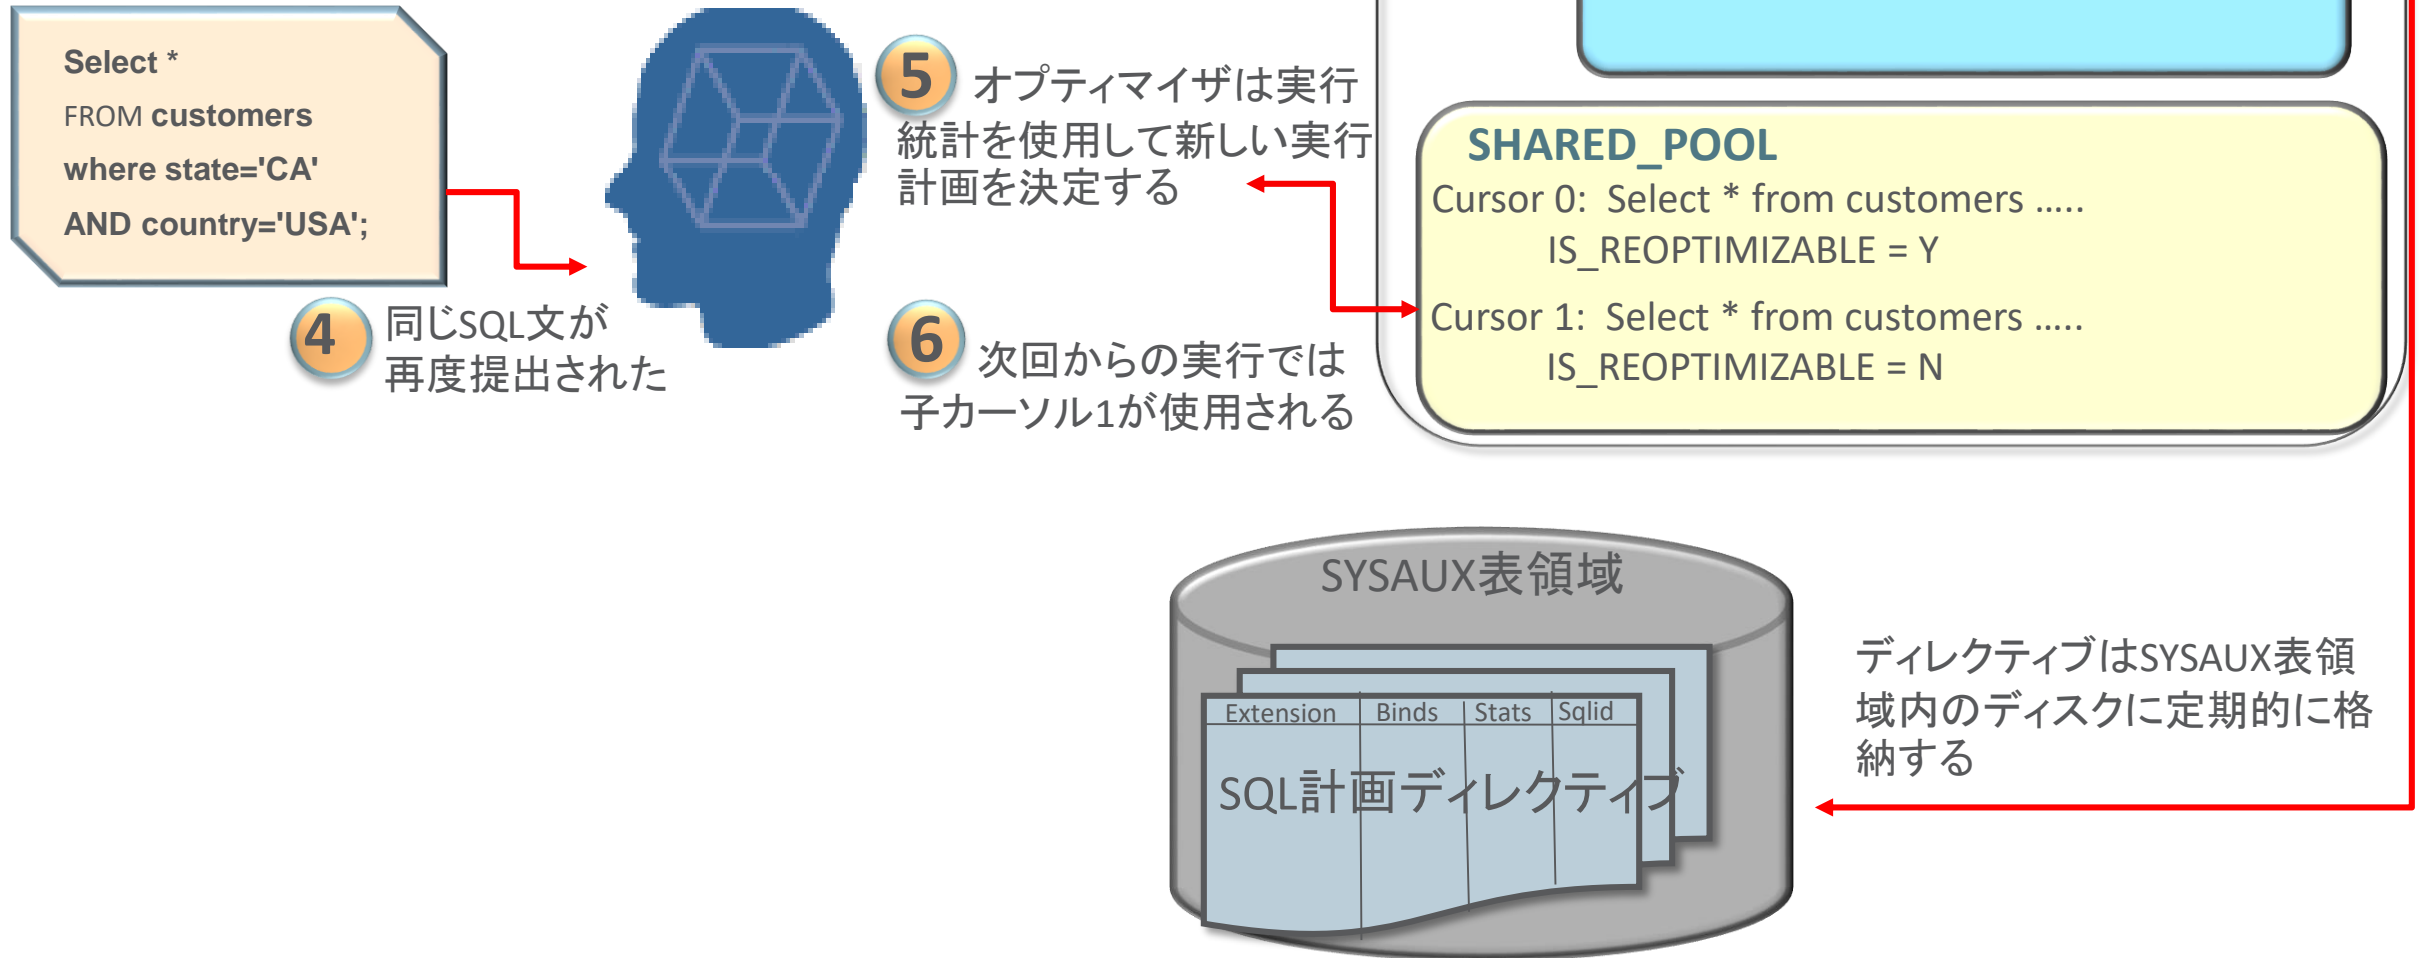 Select *
FROM customers
where state='CA'
AND country='USA';
4 同じSQL文が
再度提出された
5 オプティマイザは実行
統計を使用して新しい実行
計画を決定する
6 次回からの実行では
子カーソル1が使用される
SHARED_POOL
Cursor 0: Select * from customers …..
IS_REOPTIMIZABLE = Y
Cursor 1: Select * from customers …..
IS_REOPTIMIZABLE = N
SYSAUX表領域
Extension Binds Stats Sqlid
SQL計画ディレクティブ
ディレクティブはSYSAUX表領
域内のディスクに定期的に格
納する